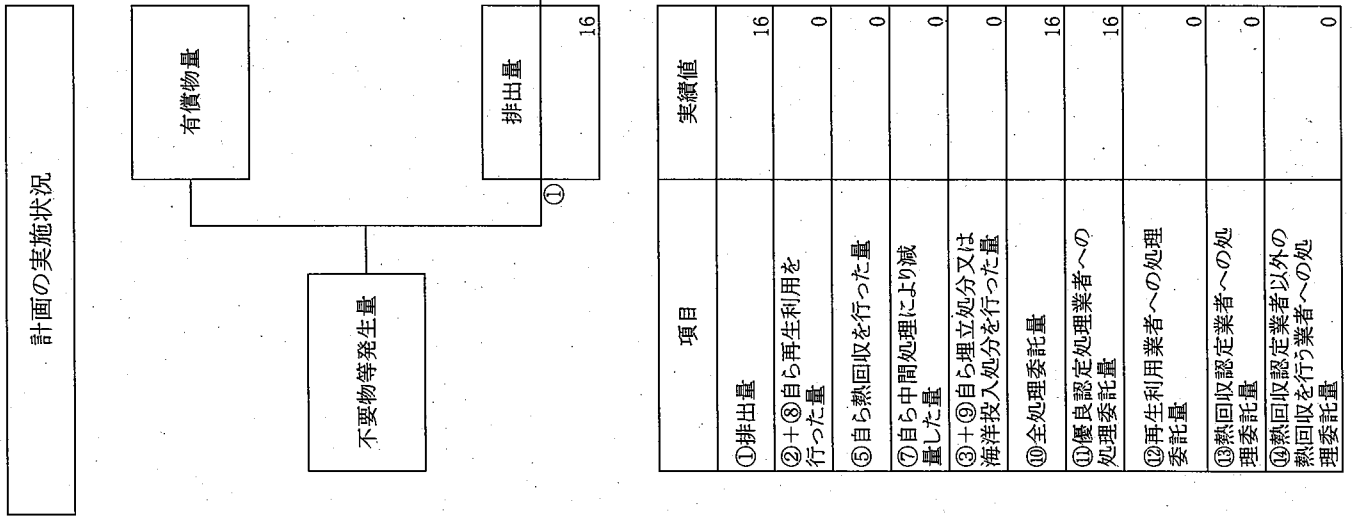 計画の実施状況
不要物等発生量
有償物量
①
排出量
16
項目
実績値
①排出量
16
②+⑧自ら再生利用を
行った量
0
⑤自ら熱回収を行った量
0
⑦自ら中間処理により減
量した量
0
③+⑨自ら埋立処分又は
海洋投入処分を行った量
0
⑩全処理委託量
16
⑪優良認定処理業者への
処理委託量
16
⑫再生利用業者への処理
委託量
0
⑬熱回収認定業者への処
理委託量
0
⑭熱回収認定業者以外の
熱回収を行う業者への処
理委託量
0